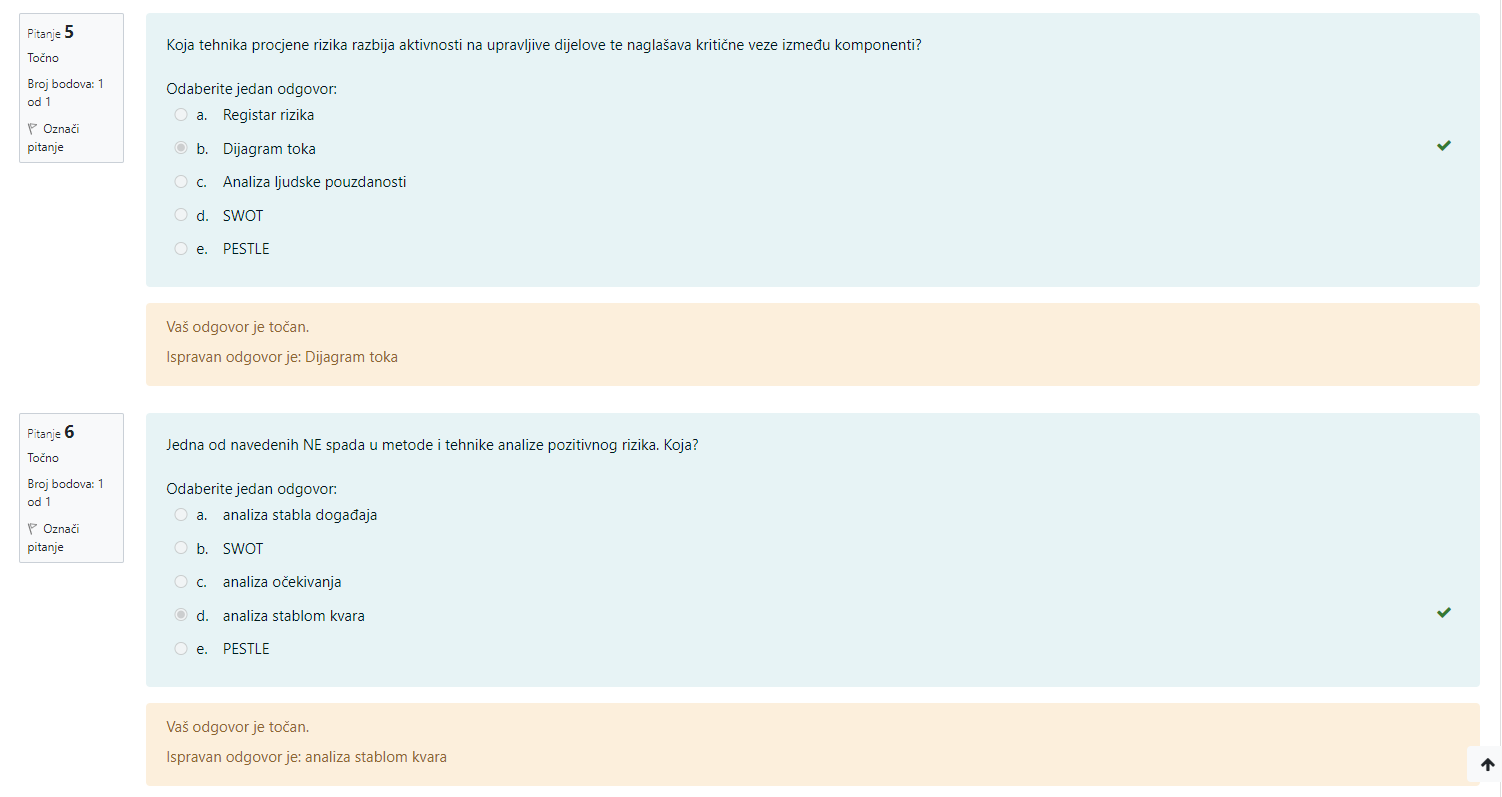 Pitanje 5
Točno
Broj bodova: 1
od 1
Označi
pitanje
Koja tehnika procjene rizika razbija aktivnosti na upravljive dijelove te naglašava kritične veze između komponenti?
Odaberite jedan odgovor:
a. Registar rizika
b. Dijagram toka
c. Analiza ljudske pouzdanosti
d. SWOT
e. PESTLE
Vaš odgovor je točan.
Ispravan odgovor je: Dijagram toka
Pitanje 6
Točno
Broj bodova: 1
od 1
Označi
pitanje
Jedna od navedenih NE spada u metode i tehnike analize pozitivnog rizika. Koja?
Odaberite jedan odgovor:
a. analiza stabla događaja
b. SWOT
c. analiza očekivanja
d. analiza stablom kvara
e. PESTLE
Vaš odgovor je točan.
Ispravan odgovor je: analiza stablom kvara